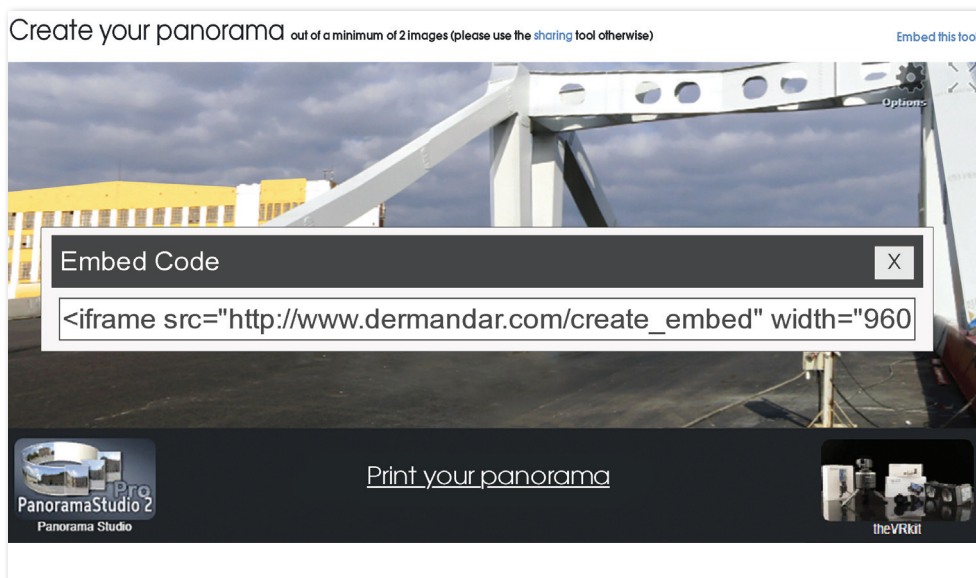 Create your panorama out of a minimum of 2 images (please use the sharing tool otherwise)
Embed this tool
Options
Embed Code
X
<iframe src="http://www.dermandar.com/create_embed" width="960
Pro
PanoramaStudio 2
Panorama Studio
Print your panorama
theVRkit